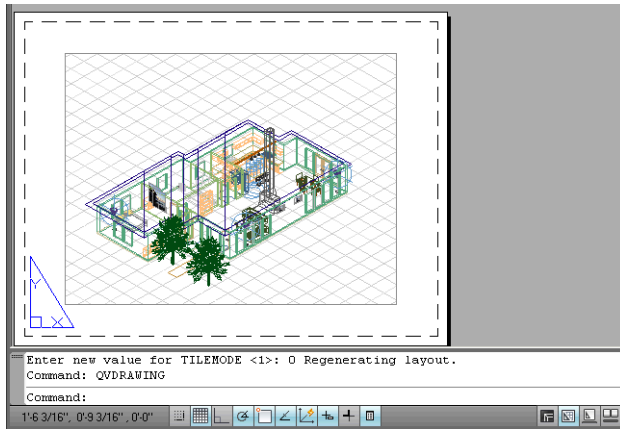 Y
X
Enter new value for TILEMODE <1>: 0 Regenerating layout.
Command: QVDRAWING
Command:
1'-6 3/16", 0'-9 3/16" , 0'-0"